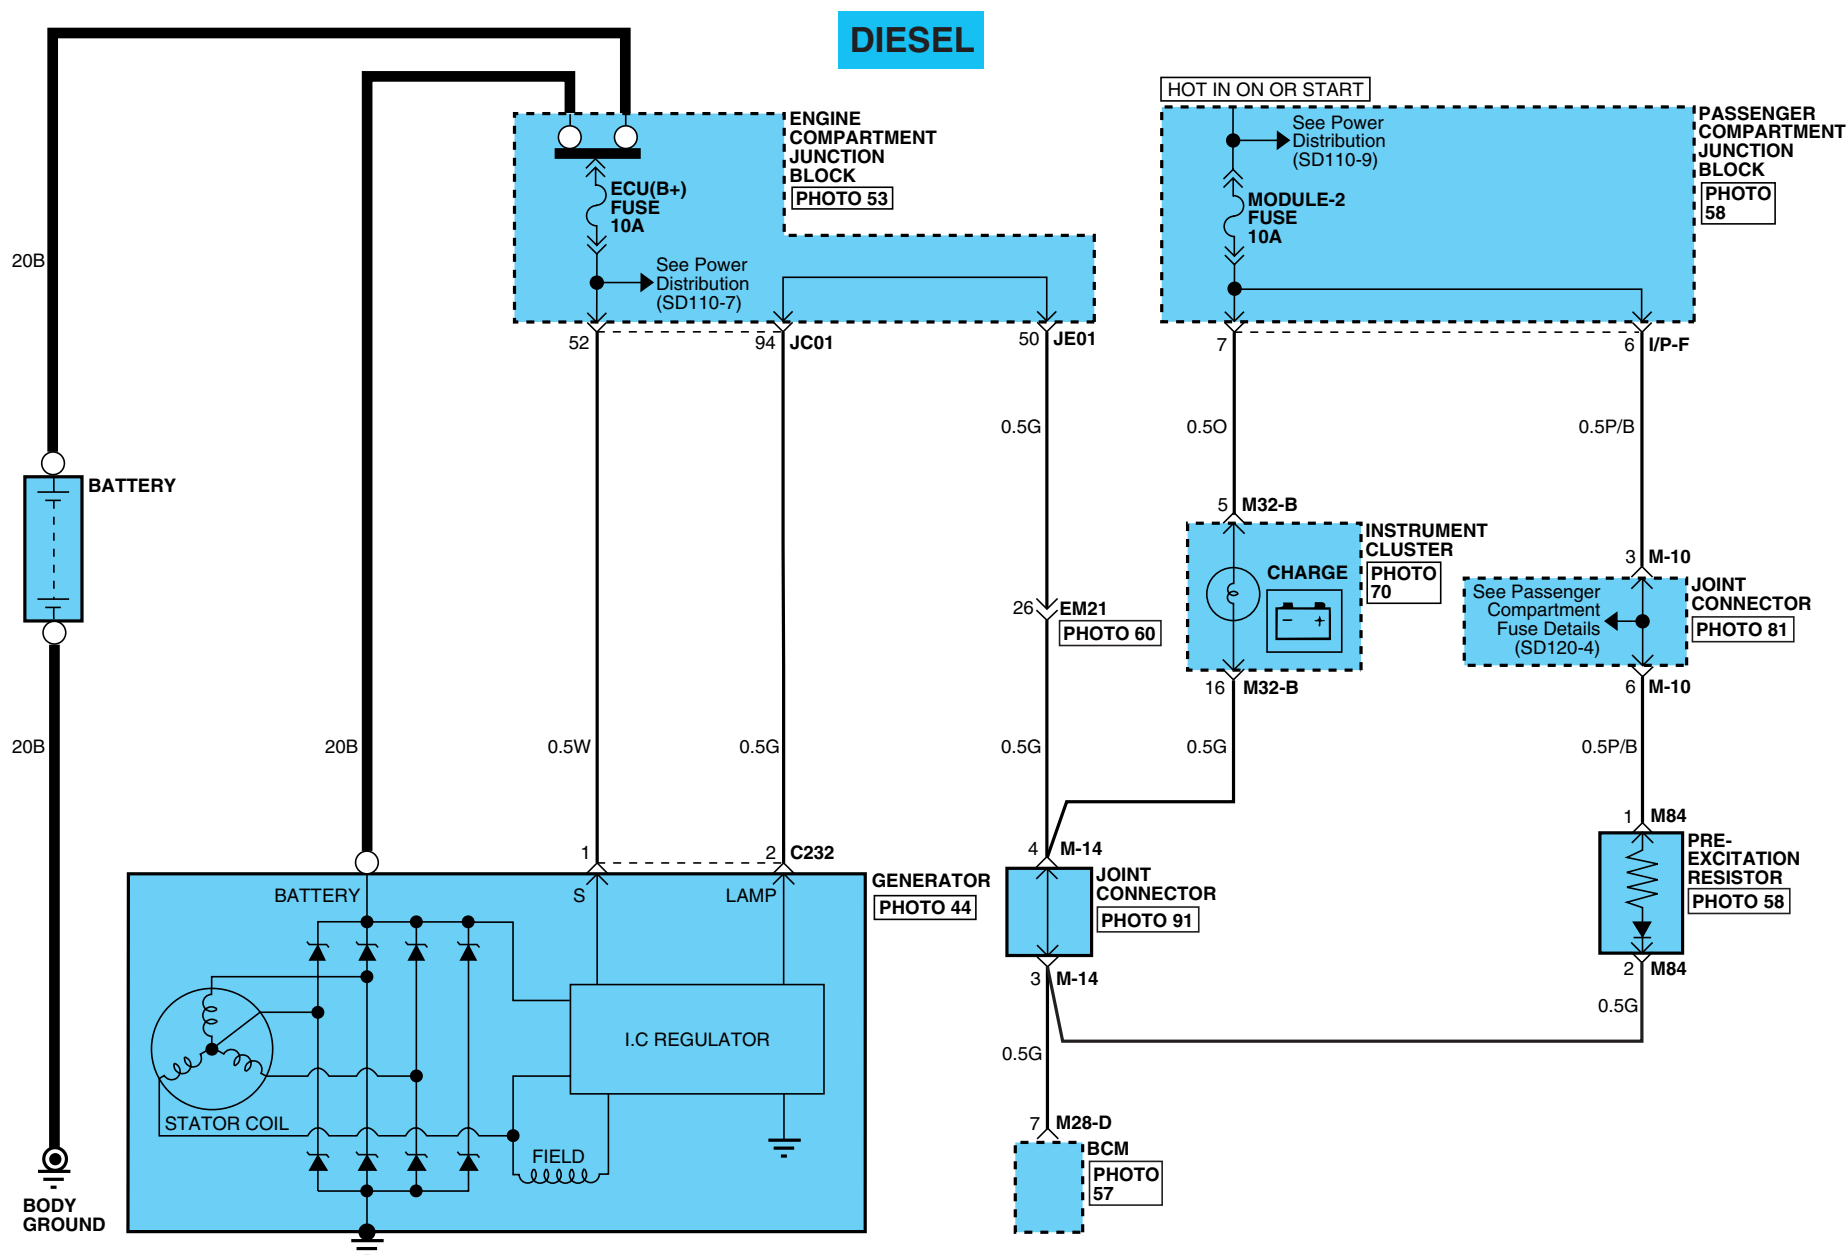 DIESEL
HOT IN ON OR START
ENGINE
COMPARTMENT
JUNCTION
BLOCK
PHOTO 53
ECU(B+)
FUSE
10A
See Power
Distribution
(SD110-7)
See Power
Distribution
(SD110-9)
MODULE-2
FUSE
10A
PASSENGER
COMPARTMENT
JUNCTION
BLOCK
PHOTO
58
20B
52
94
JC01
50
JE01
7
6
I/P-F
0.5G
0.5O
0.5P/B
BATTERY
5
M32-B
INSTRUMENT
CLUSTER
PHOTO
70
CHARGE
- +
3
M-10
JOINT
CONNECTOR
PHOTO 81
See Passenger
Compartment
Fuse Details
(SD120-4)
26
EM21
PHOTO 60
16
M32-B
6
M-10
20B
20B
0.5W
0.5G
0.5G
0.5G
0.5P/B
1
2
C232
4
M-14
1
M84
GENERATOR
PHOTO 44
BATTERY
S
LAMP
JOINT
CONNECTOR
PHOTO 91
PRE-
EXCITATION
RESISTOR
PHOTO 58
3
M-14
2
M84
0.5G
I.C REGULATOR
0.5G
STATOR COIL
FIELD
7
M28-D
BCM
PHOTO
57
BODY
GROUND